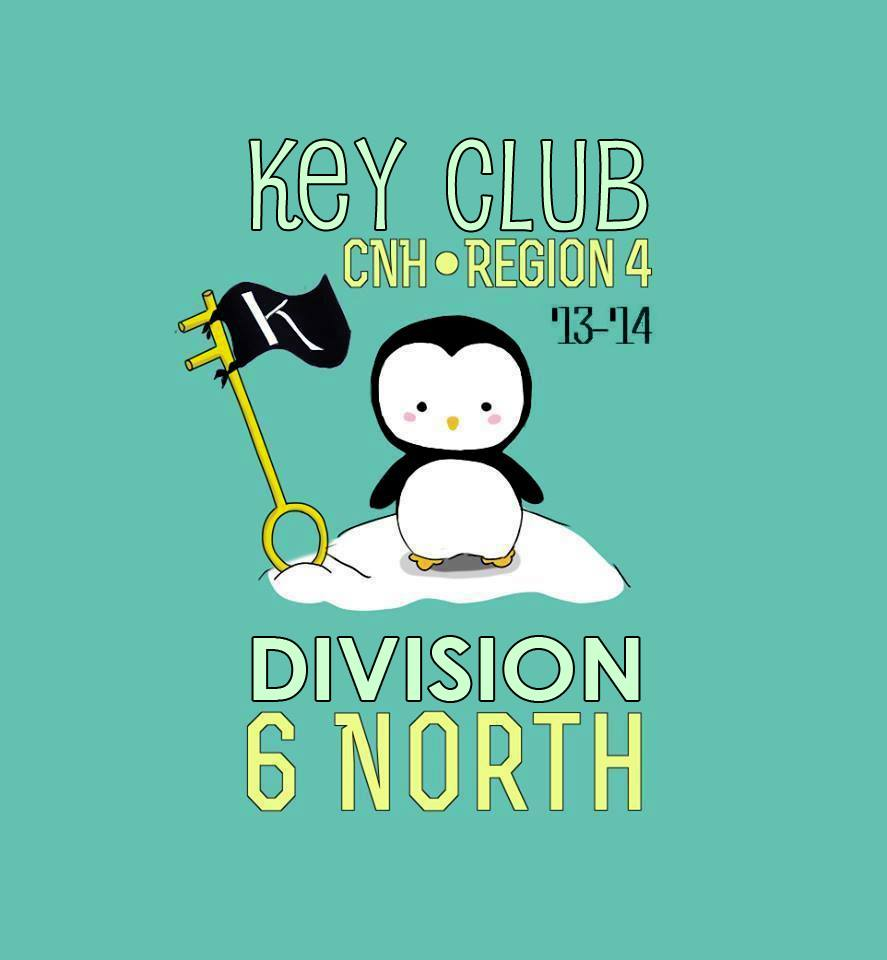 Key CLUB
CNH•REGION 4
'13-'14
K
DIVISION
6 NORTH